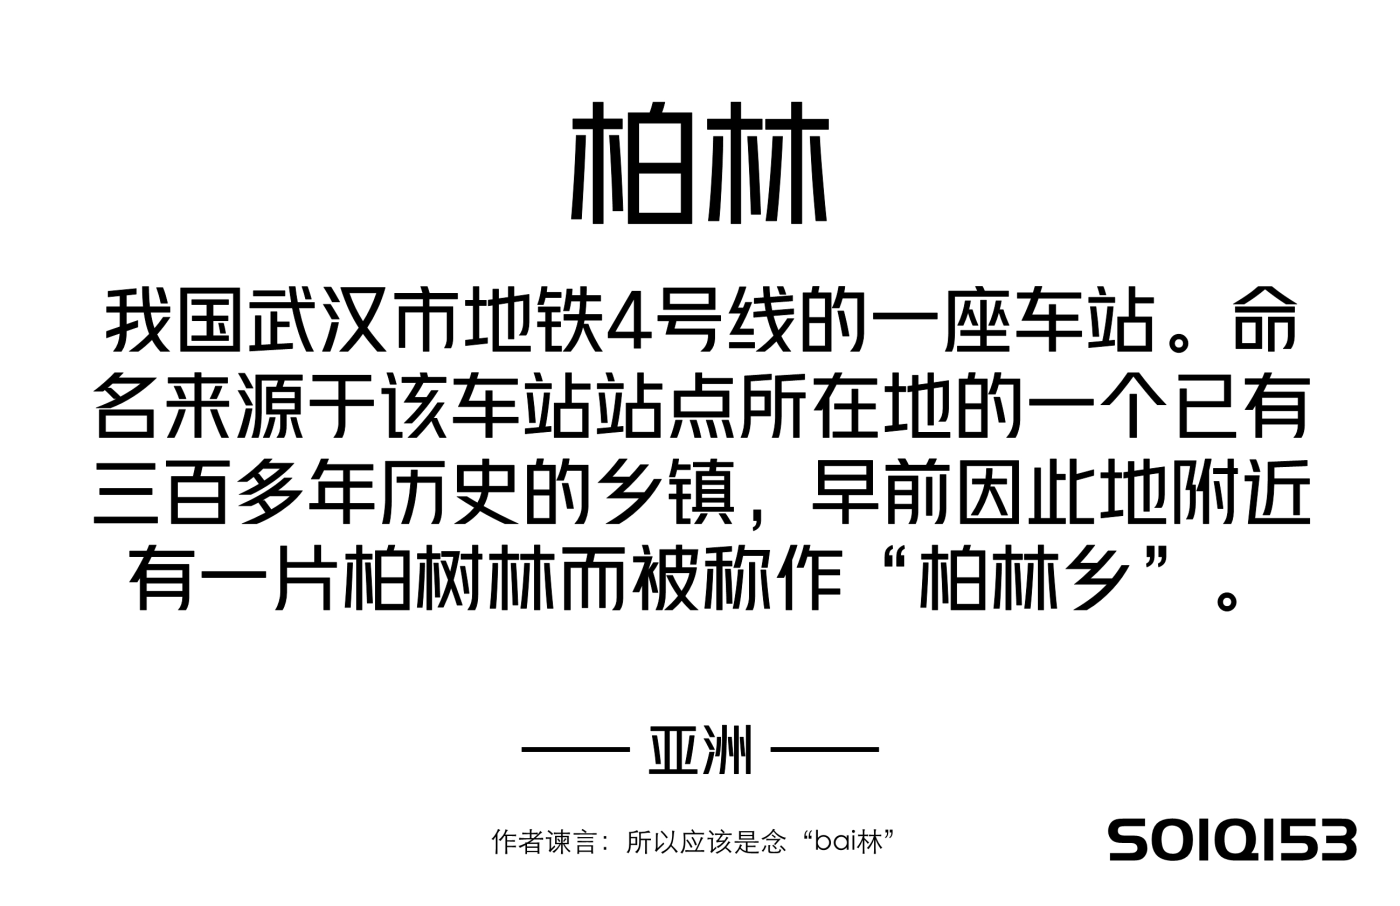 柏林
我国武汉市地铁4号线的一座车站。命
名来源于该车站站点所在地的一个已有
三百多年历史的乡镇，早前因此地附近
有一片柏树林而被称作“柏林乡”。
亚洲
作者谏言：所以应该是念“bai林”
SOIQI53